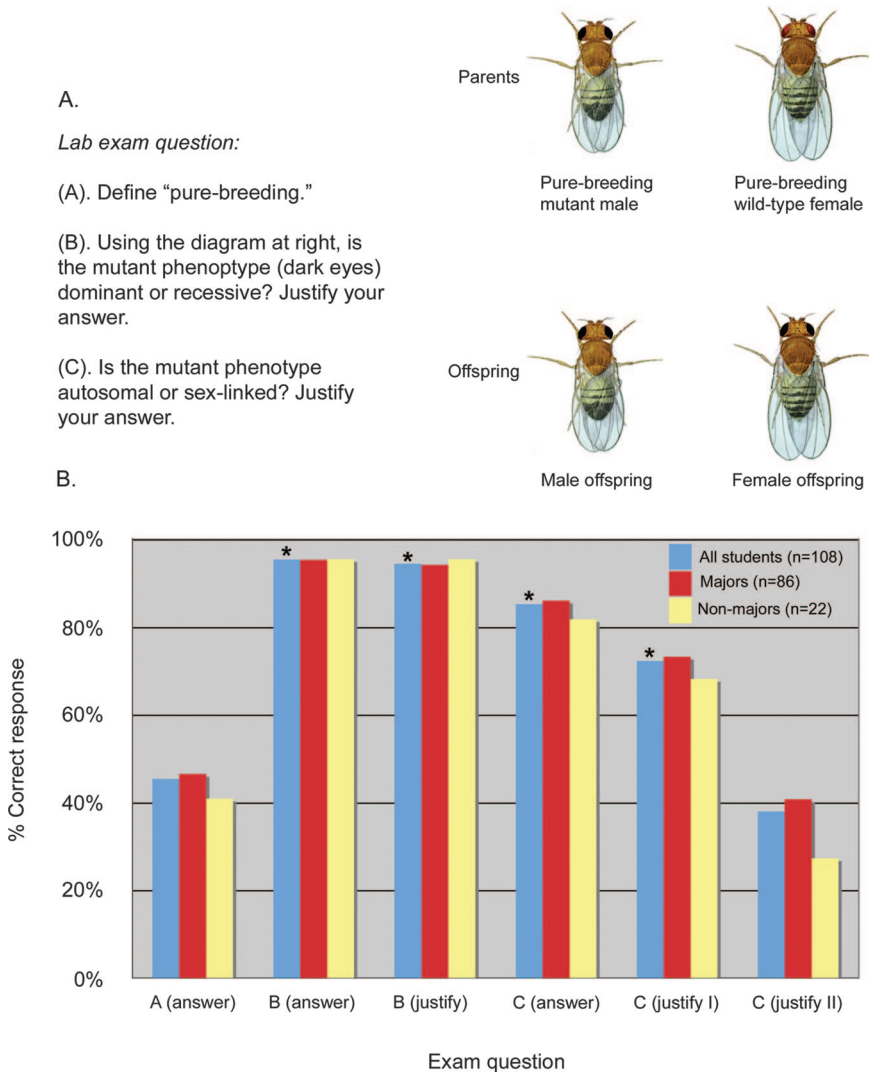 A.
Lab exam question:
(A). Define “pure-breeding.”
(B). Using the diagram at right, is
the mutant phenoptype (dark eyes)
dominant or recessive? Justify your
answer.
(C). Is the mutant phenotype
autosomal or sex-linked? Justify
your answer.
Parents
Pure-breeding
mutant male
Pure-breeding
wild-type female
Offspring
Male offspring
Female offspring
B.
% Correct response
100%
80%
60%
40%
20%
0%
*
*
*
*
All students (n=108)
Majors (n=86)
Non-majors (n=22)
A (answer)
B (answer)
B (justify)
C (answer)
C (justify I)
C (justify II)
Exam question